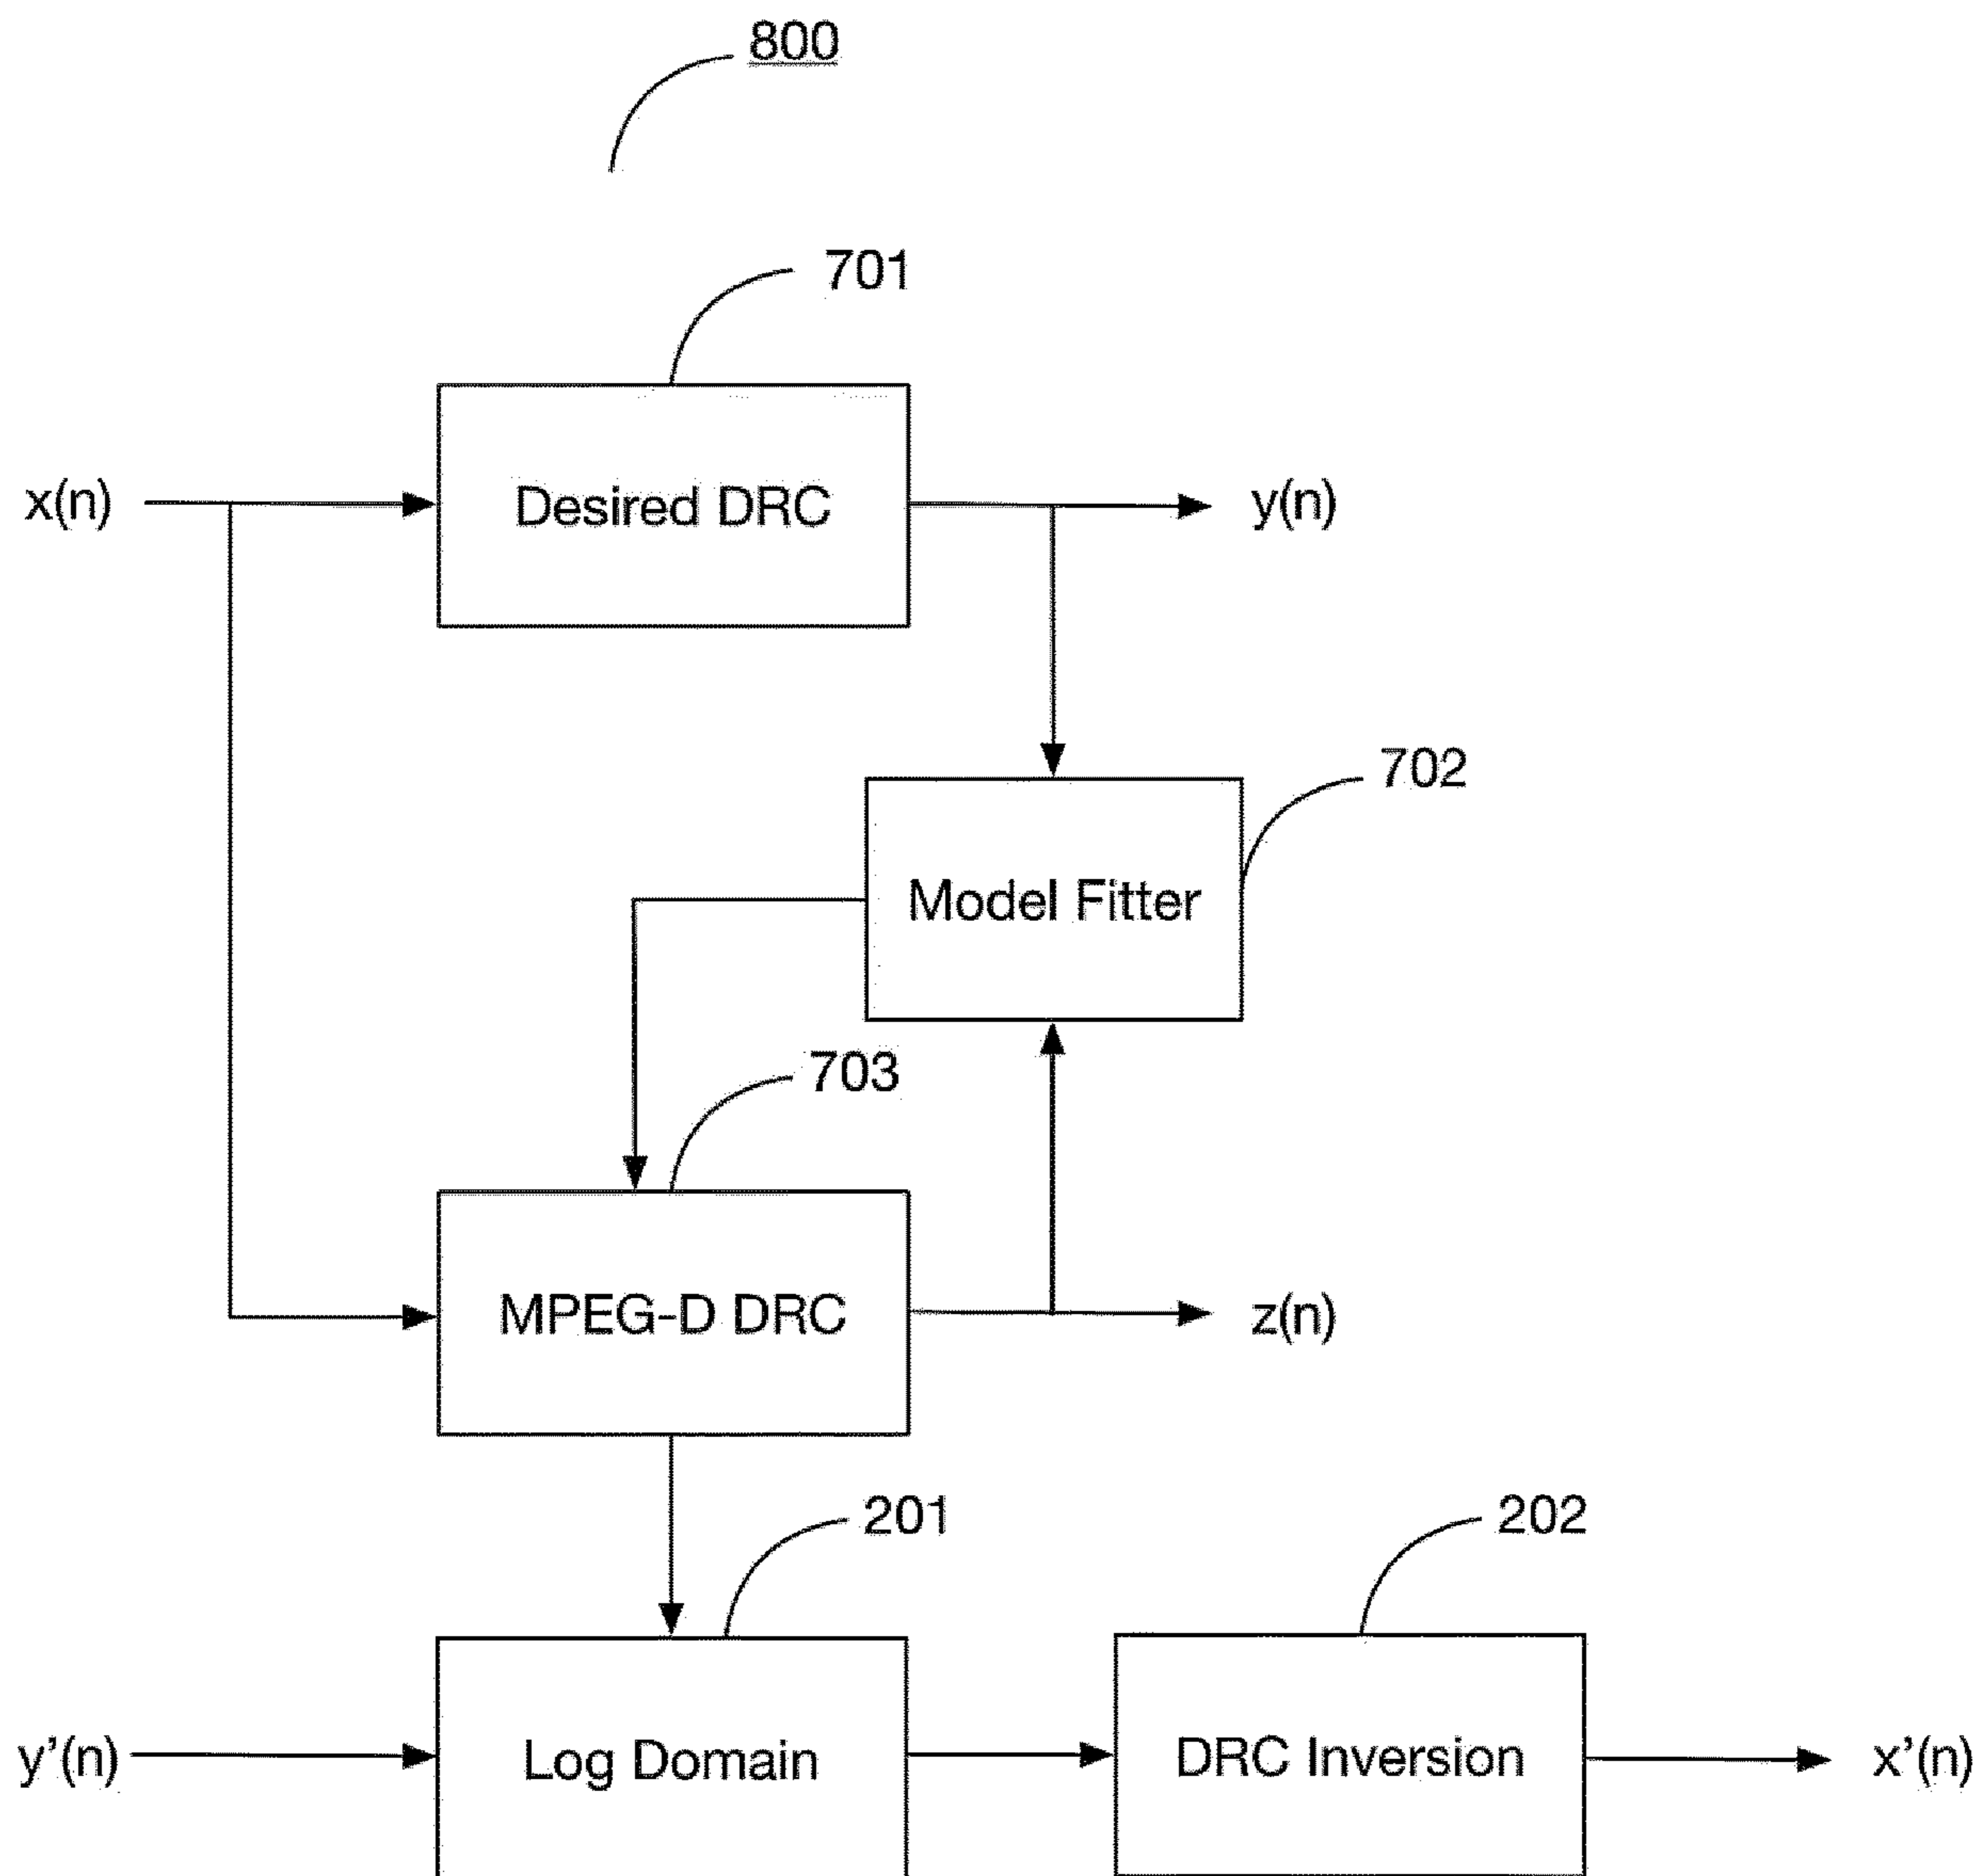 800
701
x(n)
Desired DRC
y(n)
702
Model Fitter
703
MPEG-D DRC
z(n)
201
202
y'(n)
Log Domain
DRC Inversion
x'(n)